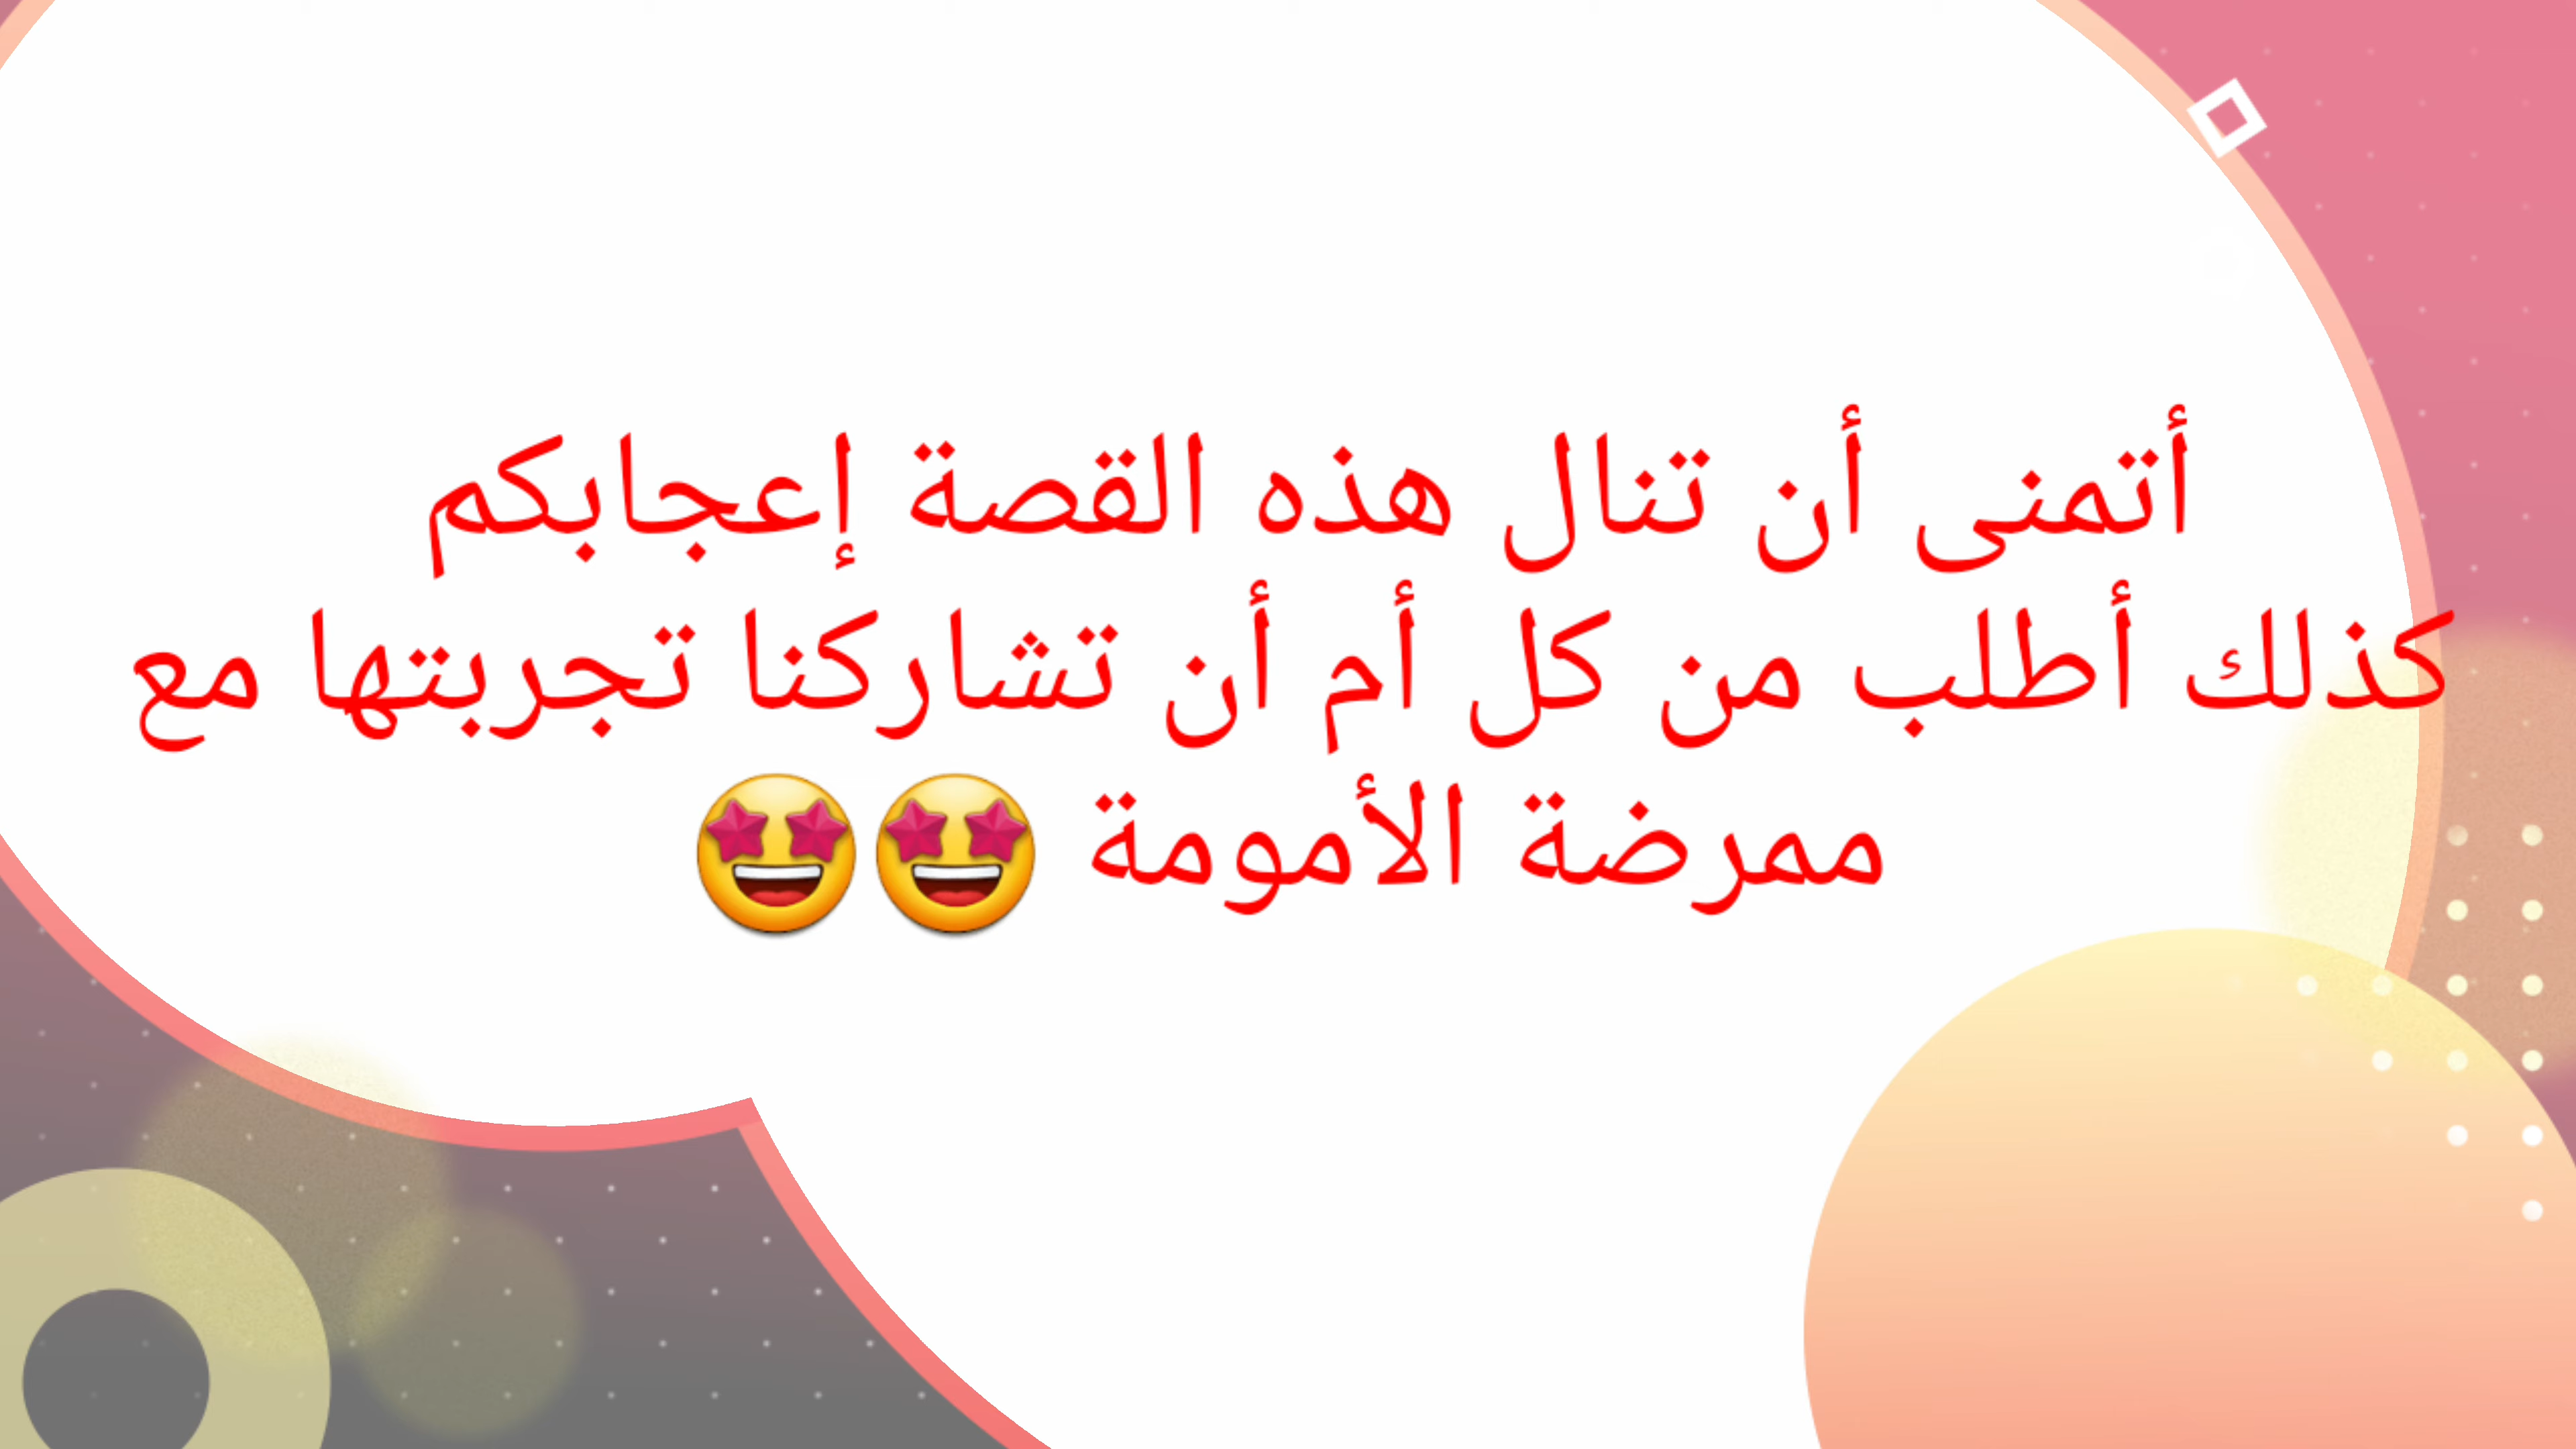 أتمنى أن تنال هذه القصة إعجابكم
كذلك أطلب من كل أم أن تشاركنا تجربتها مع
ممرضة الأمومة 🤩🤩